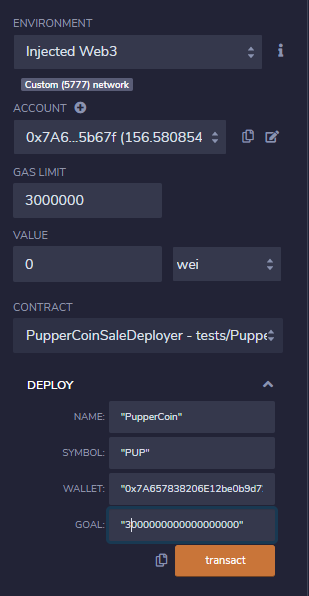 ENVIRONMENT
Injected Web3
i
Custom (5777) network
ACCOUNT
0x7A6...5b67f (156.580854
GAS LIMIT
3000000
VALUE
0
wei
CONTRACT
PupperCoinSaleDeployer - tests/Puppe
DEPLOY
NAME: "PupperCoin"
SYMBOL: "PUP"
WALLET: "0x7A657838206E12be0b9d7
GOAL:
transact